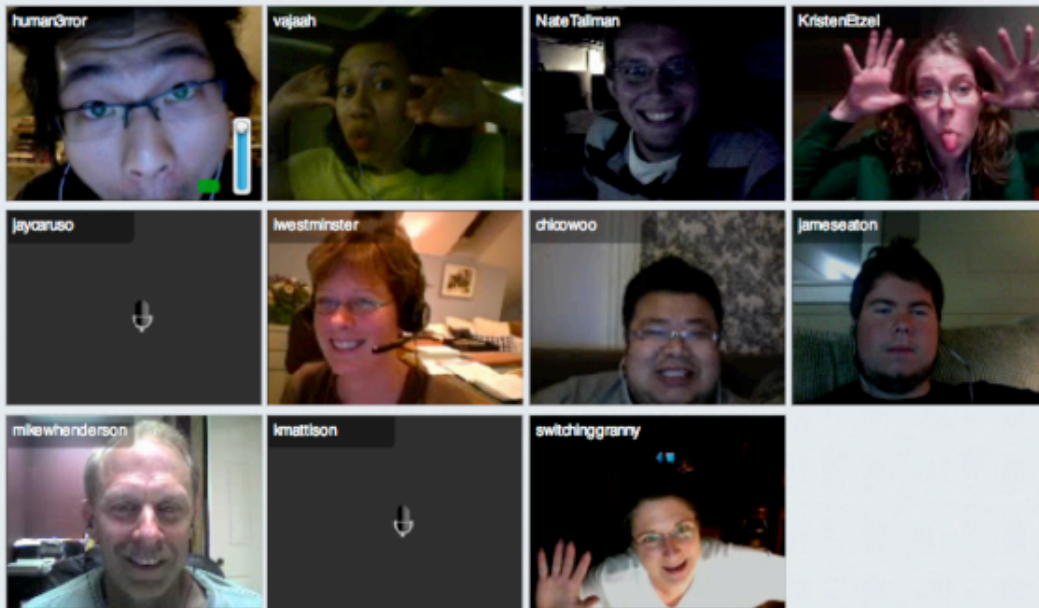 human3rror
vajaah
NateTallman
KristenEtzel
jaycaruso
lwestminster
chicowoo
jameseaton
mikewhenderson
kmattison
switchinggranny